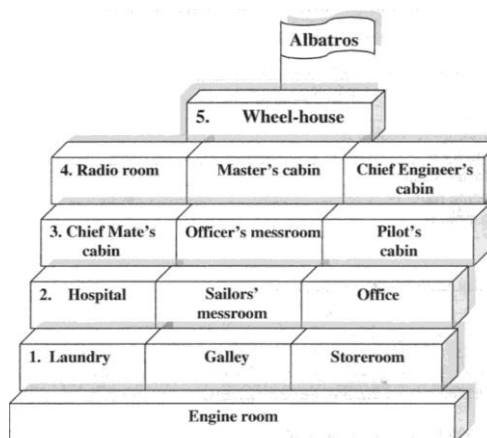 Albatros
5. Wheel-house
4. Radio room Master's cabin Chief Engineer's
cabin
3. Chief Mate's Officer's messroom Pilot's
cabin cabin
2. Hospital Sailors' Office
messroom
1. Laundry Galley Storeroom
Engine room